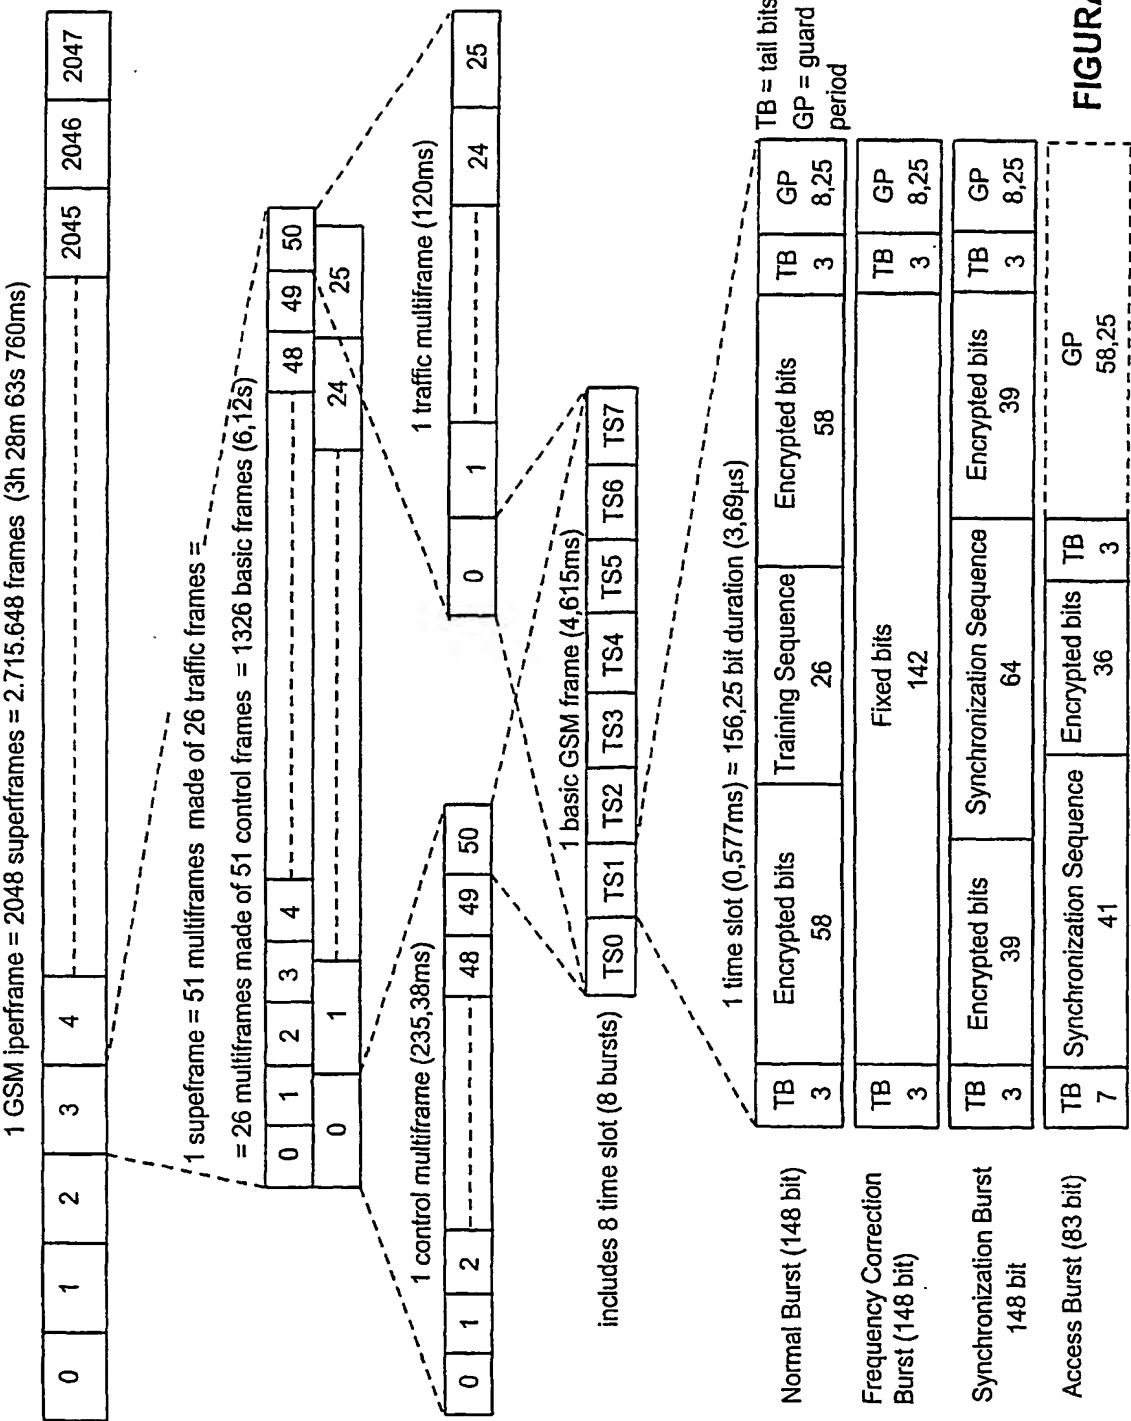 1 GSM iperframe = 2048 superframes = 2.715.648 frames (3h 28m 63s 760ms)
0 1 2 3 4 2045 2046 2047
1 supeframe = 51 multiframes made of 26 traffic frames =
= 26 multiframes made of 51 control frames = 1326 basic frames (6,12s)
0 1 2 3 4 48 49 50
0 1 24 25
1 control multiframe (235,38ms)
0 1 2 48 49 50
1 traffic multiframe (120ms)
0 1 24 25
1 basic GSM frame (4,615ms)
TS0 TS1 TS2 TS3 TS4 TS5 TS6 TS7
includes 8 time slot (8 bursts)
1 time slot (0,577ms) = 156,25 bit duration (3,69µs)
TB = tail bits
GP = guard
period
Normal Burst (148 bit)
TB Encrypted bits Training Sequence Encrypted bits TB GP
3 58 26 58 3 8,25
Frequency Correction
Burst (148 bit)
TB Fixed bits TB GP
3 142 3 8,25
Synchronization Burst
148 bit
TB Encrypted bits Synchronization Sequence Encrypted bits TB GP
3 39 64 39 3 8,25
Access Burst (83 bit)
TB Synchronization Sequence Encrypted bits TB GP
7 41 36 3 58,25
FIGURA